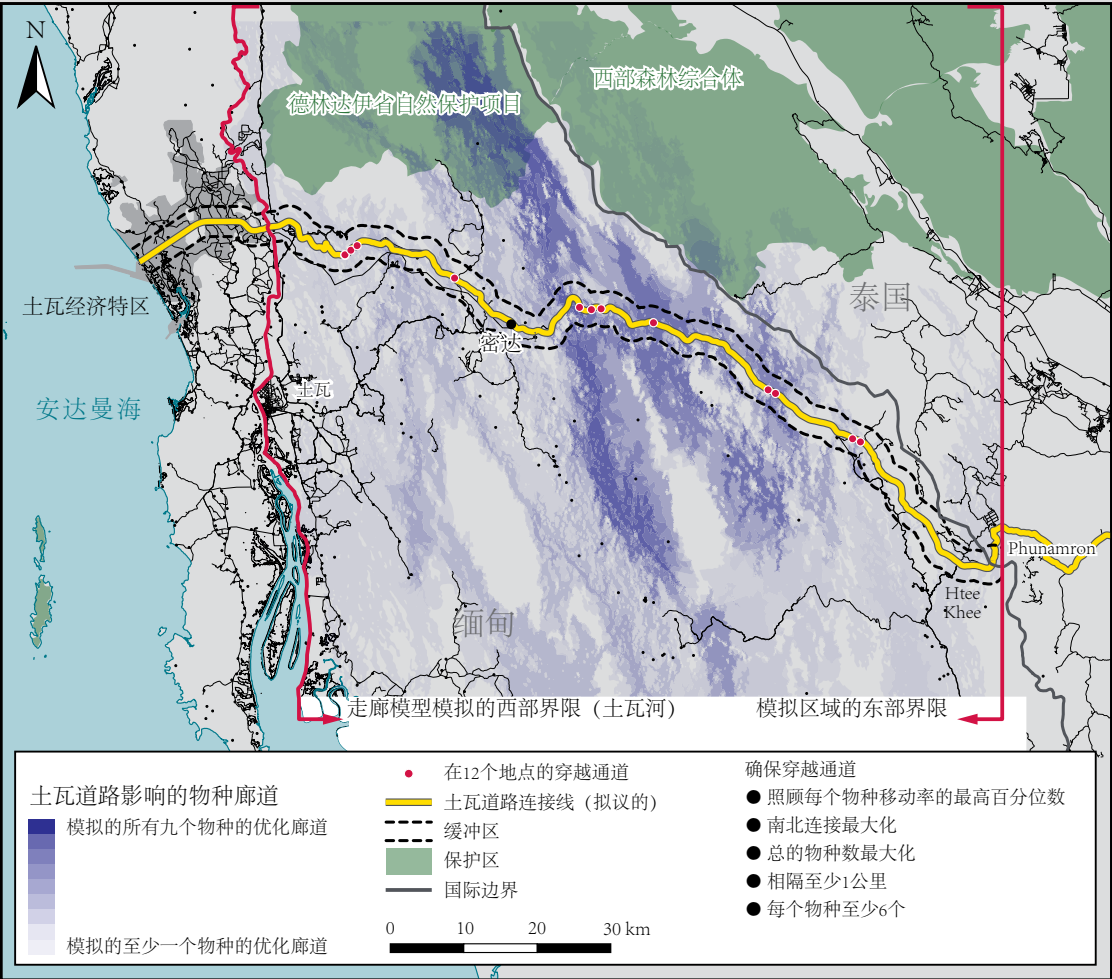 N
西部森林综合体
德林达伊省自然保护项目
泰国
土瓦经济特区
密达
土瓦
安达曼海
Phunamron
Htee
Khee
缅甸
走廊模型模拟的西部界限（土瓦河）
模拟区域的东部界限
土瓦道路影响的物种廊道
模拟的所有九个物种的优化廊道
模拟的至少一个物种的优化廊道
在12个地点的穿越通道
土瓦道路连接线（拟议的）
缓冲区
保护区
国际边界
0 10 20 30 km
确保穿越通道
● 照顾每个物种移动率的最高百分位数
● 南北连接最大化
● 总的物种数最大化
● 相隔至少1公里
● 每个物种至少6个